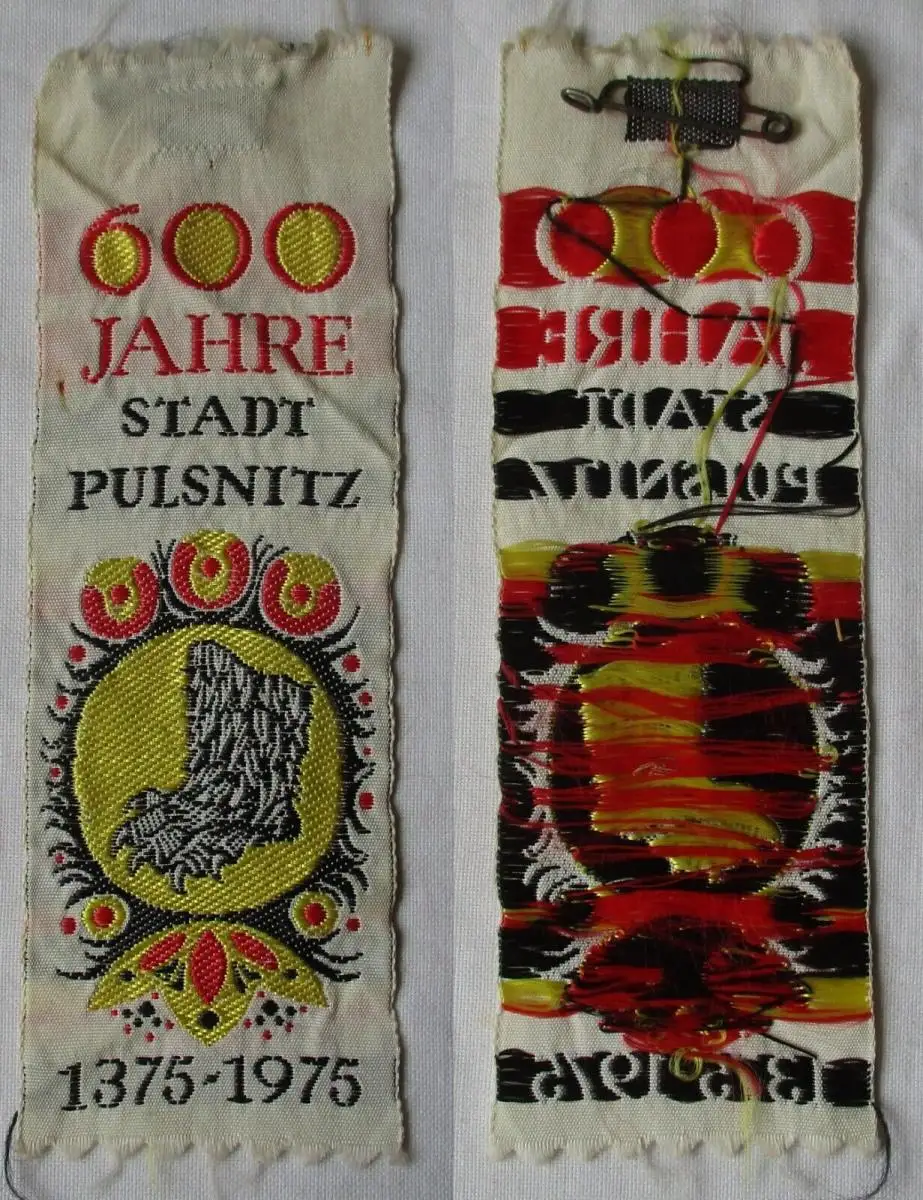 600
JAHRE
STADT
PULSNITZ
1375-1975